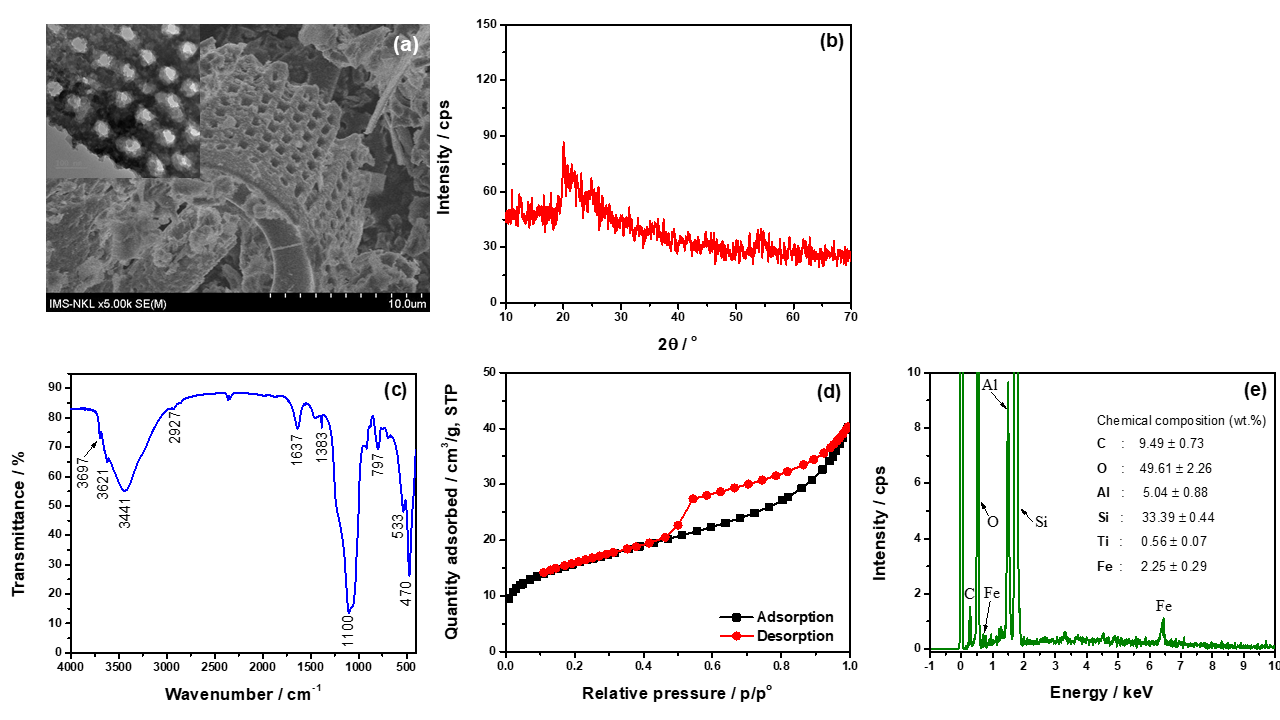 (a)
IMS-NKL x5.00k SE(M)
10.0um
(b)
Intensity / cps
150
120
90
60
30
0
10 20 30 40 50 60 70
2θ / °
(c)
Transmittance / %
90
80
70
60
50
40
30
20
10
0
3697
3621
3441
2927
1637
1383
1100
797
533
470
4000 3500 3000 2500 2000 1500 1000 500
Wavenumber / cm⁻¹
(d)
Quantity adsorbed / cm³/g, STP
50
40
30
20
10
0
Adsorption
Desorption
0.0 0.2 0.4 0.6 0.8 1.0
Relative pressure / p/p°
(e)
Intensity / cps
10
8
6
4
2
0
Al
O
Si
C
Fe
Fe
Chemical composition (wt.%)
C : 9.49 ± 0.73
O : 49.61 ± 2.26
Al : 5.04 ± 0.88
Si : 33.39 ± 0.44
Ti : 0.56 ± 0.07
Fe : 2.25 ± 0.29
-1 0 1 2 3 4 5 6 7 8 9 10
Energy / keV